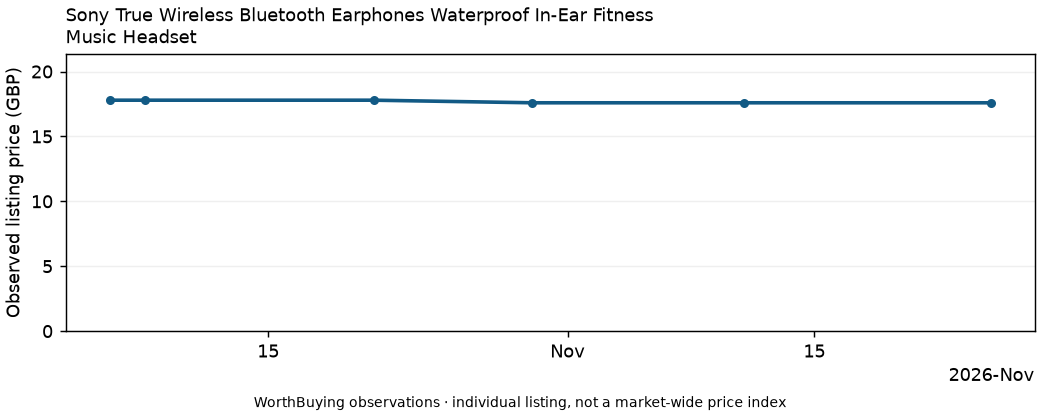 Sony True Wireless Bluetooth Earphones Waterproof In-Ear Fitness
Music Headset
Observed listing price (GBP)
20
15
10
5
0
15
Nov
15
2026-Nov
WorthBuying observations · individual listing, not a market-wide price index